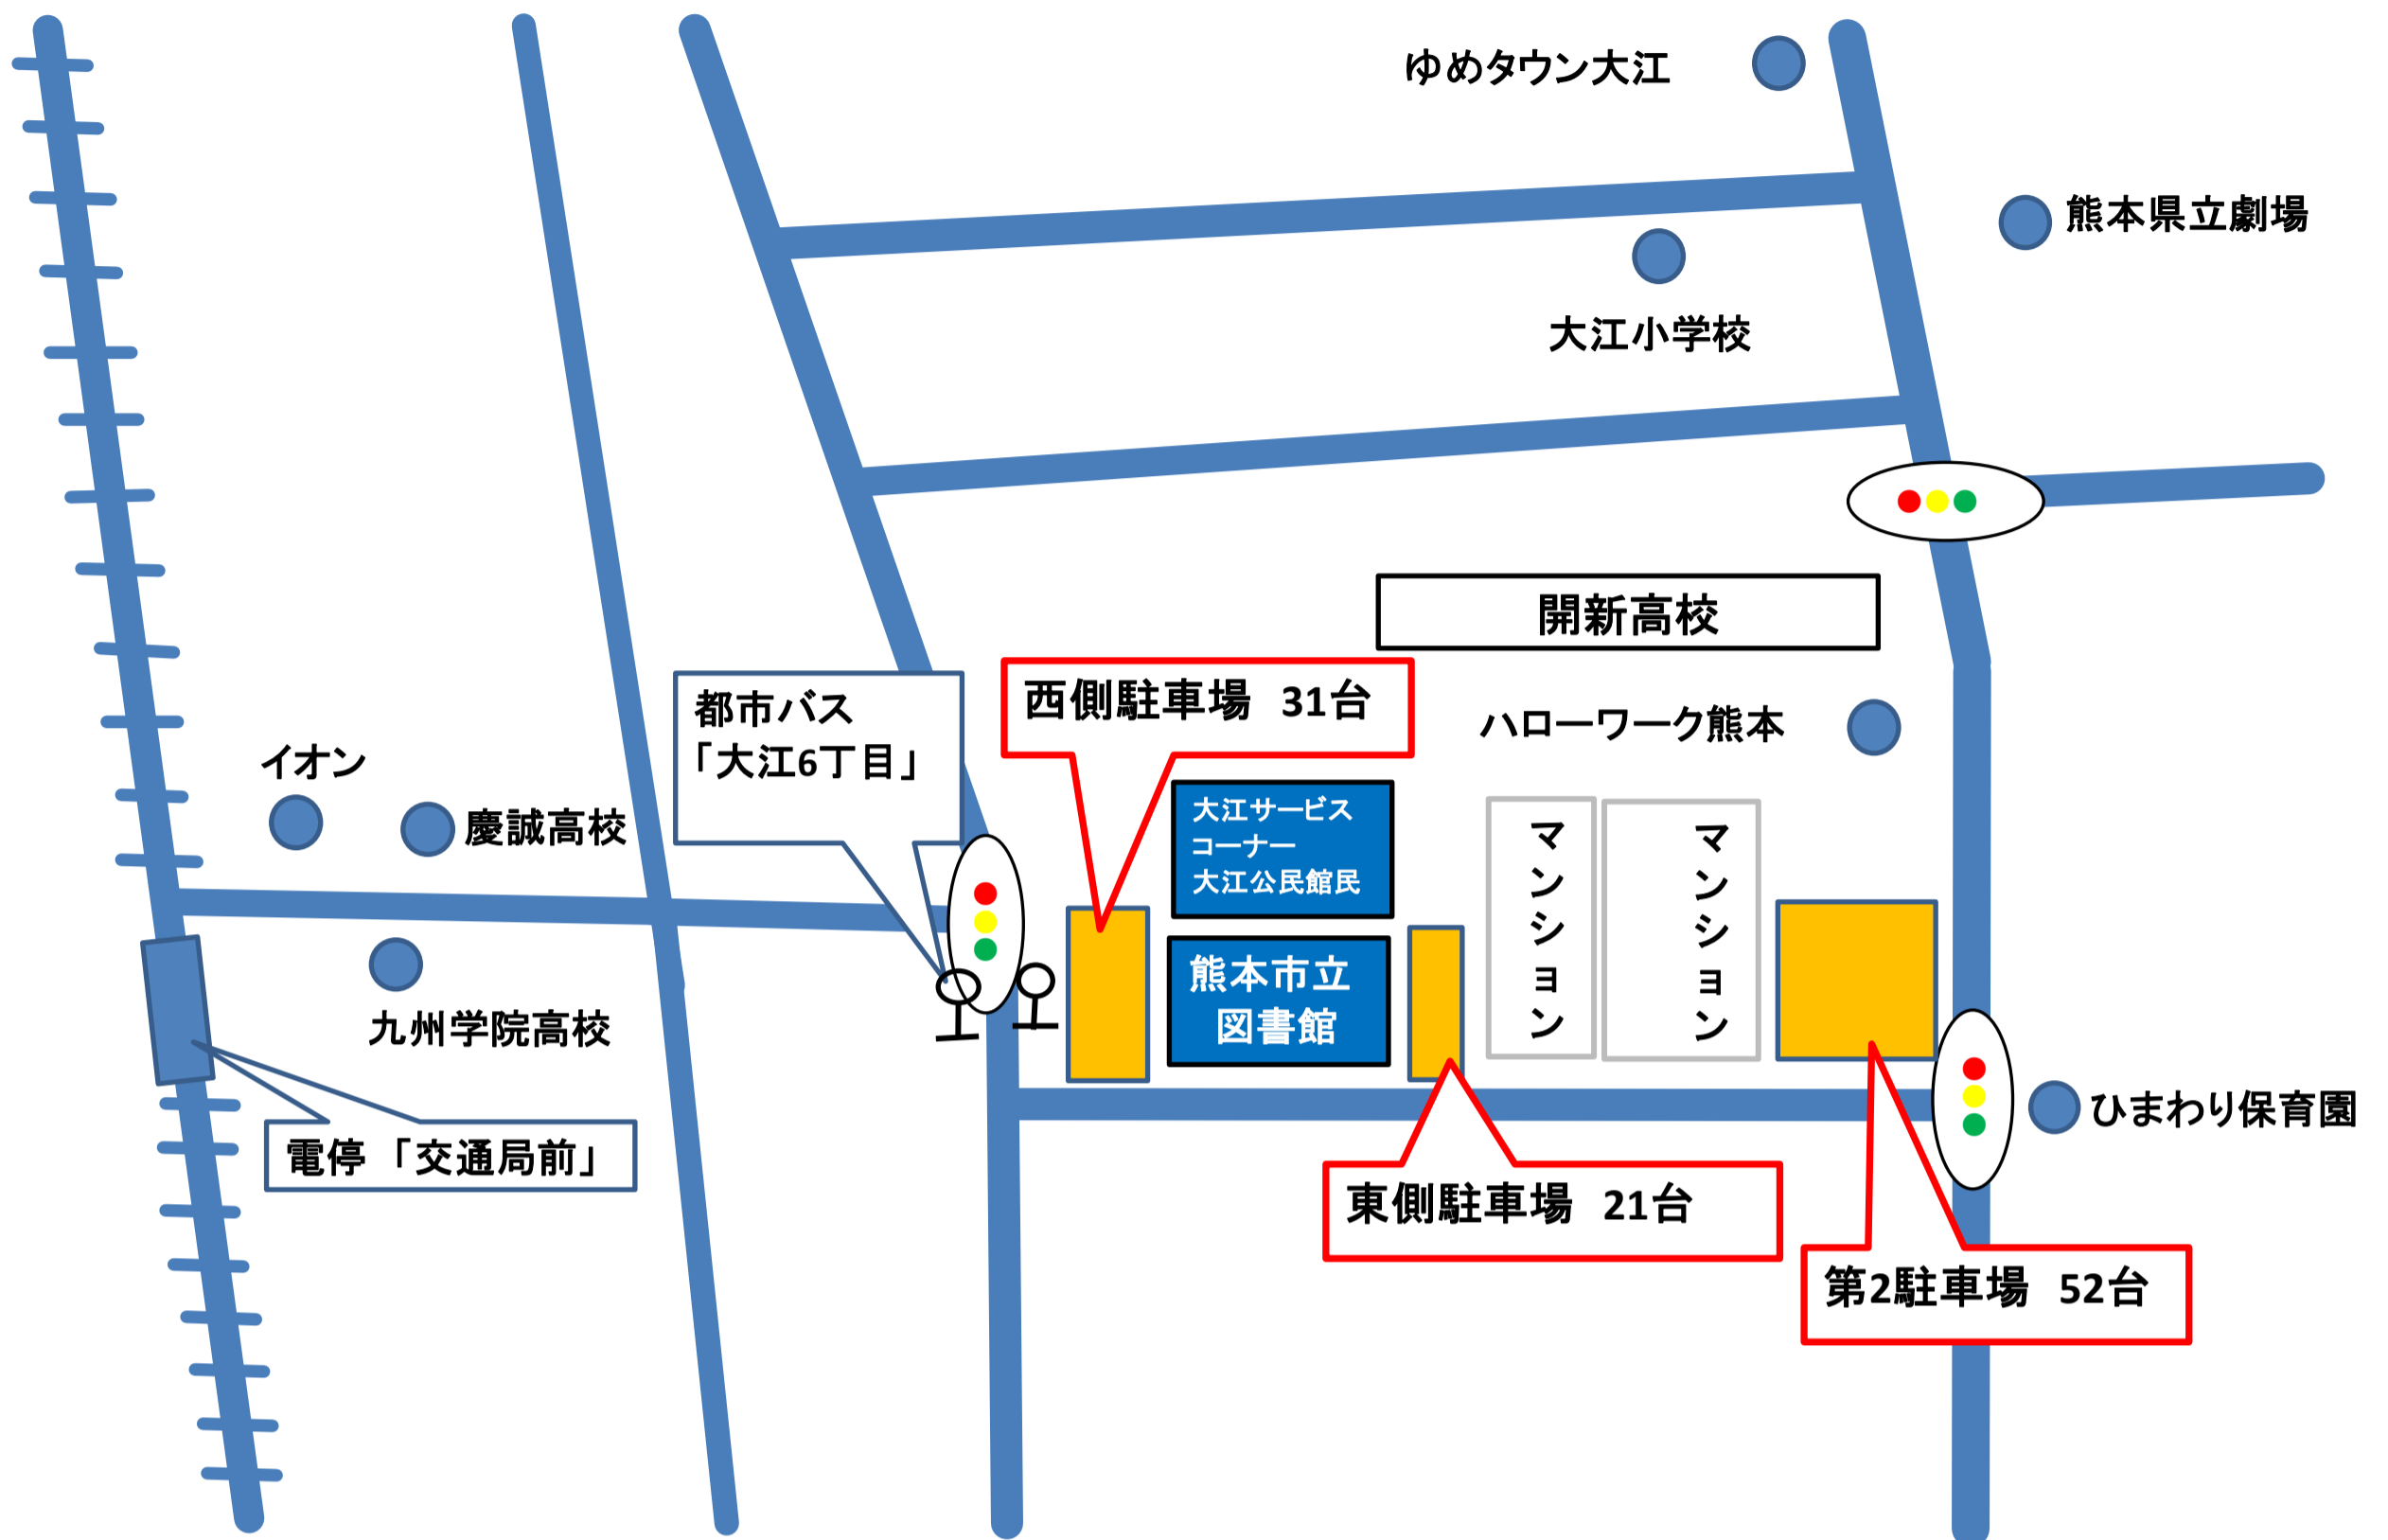 ゆめタウン大江
熊本県立劇場
大江小学校
開新高校
西側駐車場　31台
都市バス
「大江6丁目」
ハローワーク熊本
イオン
慶誠高校
大江サービス
コーナー
大江公民館民館
マンション
マンション
熊本市立
図書館
九州学院高校
電停「交通局前」
ひまわり保育園
東側駐車場　21台
第2駐車場　52台